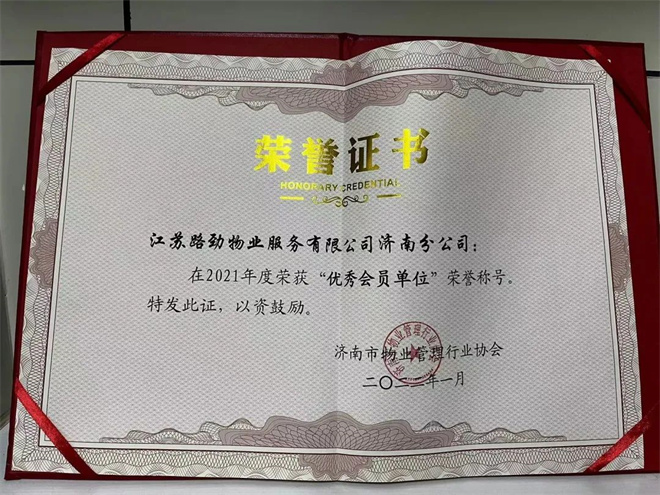 荣誉证书
HONORARY CREDENTIAL
江苏路劲物业服务有限公司济南分公司：
在2021年度荣获“优秀会员单位”荣誉称号。
特发此证，以资鼓励。
济南市物业管理行业协会
二〇二二年一月